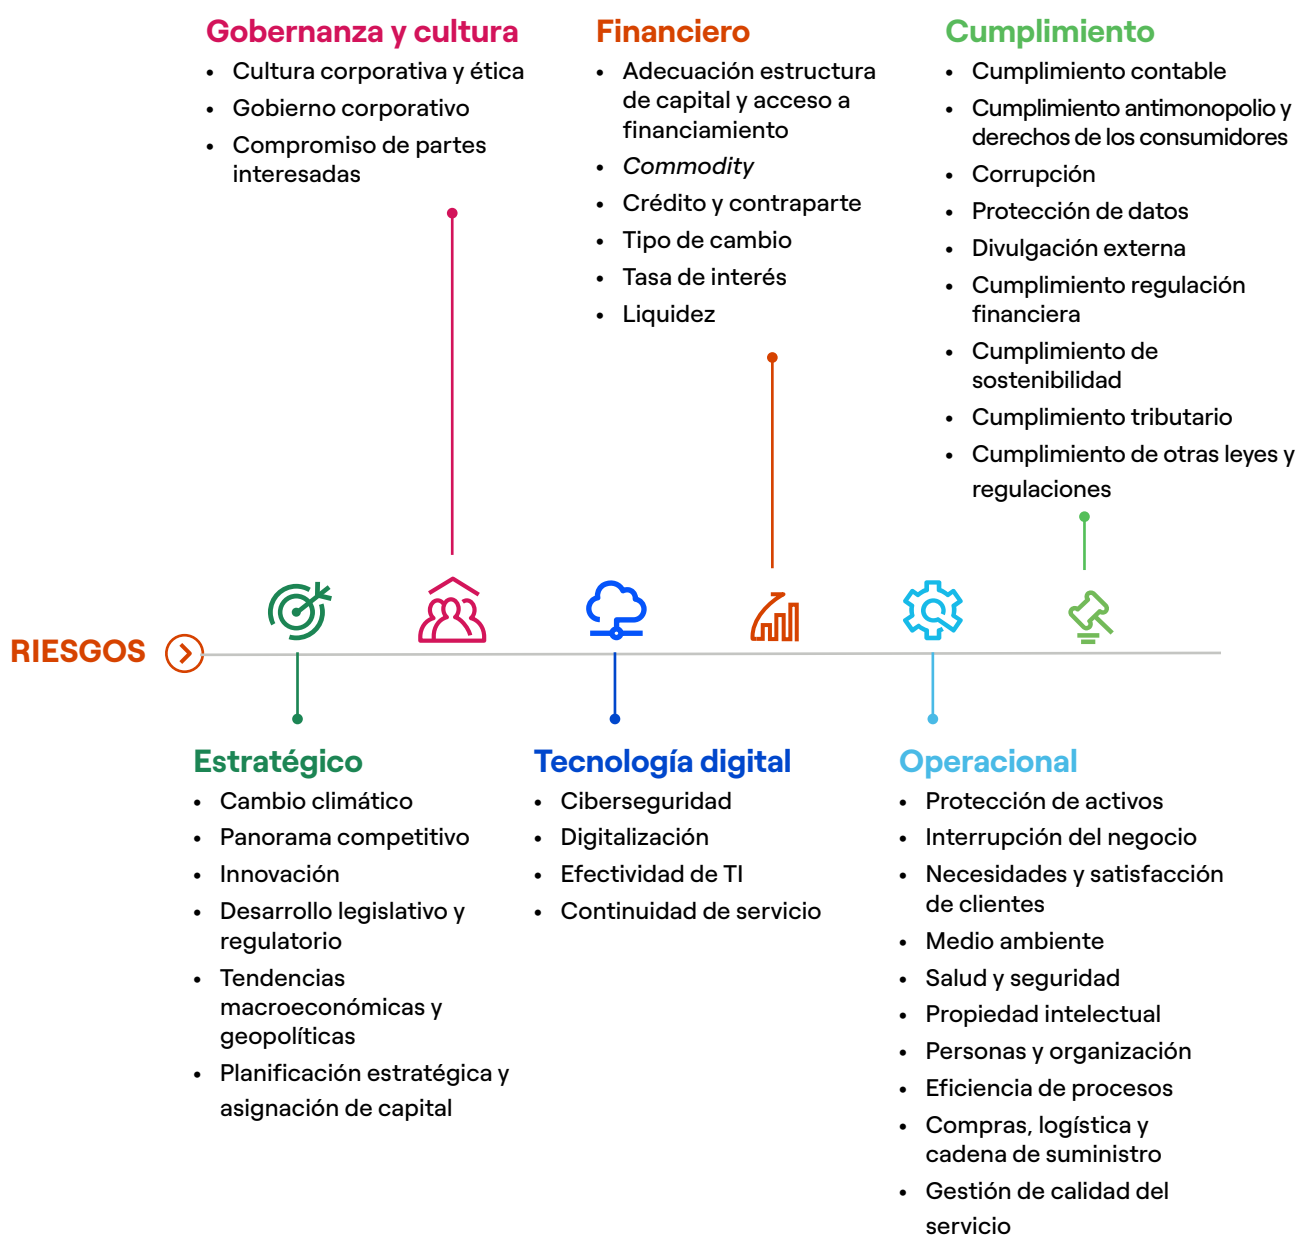 Gobernanza y cultura
• Cultura corporativa y ética
• Gobierno corporativo
• Compromiso de partes
interesadas
Financiero
• Adecuación estructura
de capital y acceso a
financiamiento
• Commodity
• Crédito y contraparte
• Tipo de cambio
• Tasa de interés
• Liquidez
Cumplimiento
• Cumplimiento contable
• Cumplimiento antimonopolio y
derechos de los consumidores
• Corrupción
• Protección de datos
• Divulgación externa
• Cumplimiento regulación
financiera
• Cumplimiento de
sostenibilidad
• Cumplimiento tributario
• Cumplimiento de otras leyes y
regulaciones
RIESGOS
Estratégico
• Cambio climático
• Panorama competitivo
• Innovación
• Desarrollo legislativo y
regulatorio
• Tendencias
macroeconómicas y
geopolíticas
• Planificación estratégica y
asignación de capital
Tecnología digital
• Ciberseguridad
• Digitalización
• Efectividad de TI
• Continuidad de servicio
Operacional
• Protección de activos
• Interrupción del negocio
• Necesidades y satisfacción
de clientes
• Medio ambiente
• Salud y seguridad
• Propiedad intelectual
• Personas y organización
• Eficiencia de procesos
• Compras, logística y
cadena de suministro
• Gestión de calidad del
servicio